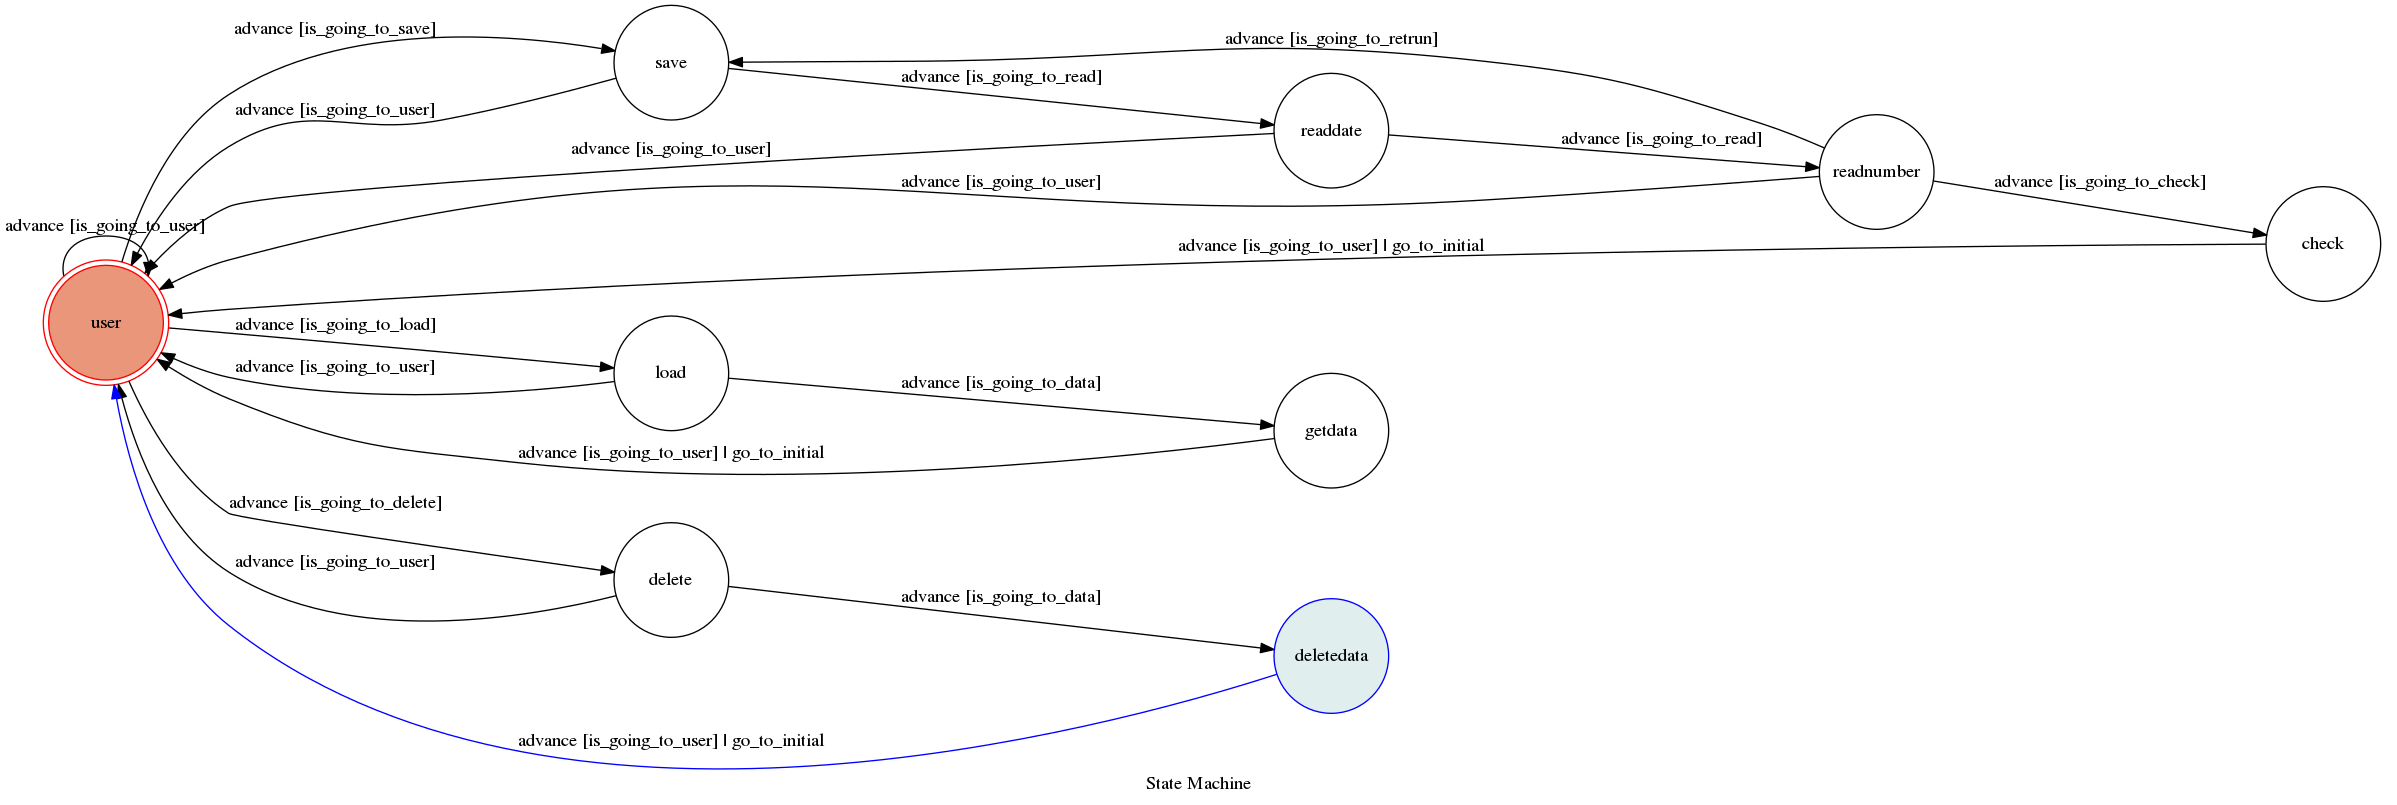 advance [is_going_to_save]
save
advance [is_going_to_retrun]
advance [is_going_to_read]
advance [is_going_to_user]
readdate
advance [is_going_to_user]
advance [is_going_to_read]
readnumber
advance [is_going_to_user]
advance [is_going_to_check]
advance [is_going_to_user]
advance [is_going_to_user] | go_to_initial
check
user
advance [is_going_to_load]
advance [is_going_to_user]
load
advance [is_going_to_data]
getdata
advance [is_going_to_user] | go_to_initial
advance [is_going_to_delete]
advance [is_going_to_user]
delete
advance [is_going_to_data]
deletedata
advance [is_going_to_user] | go_to_initial
State Machine